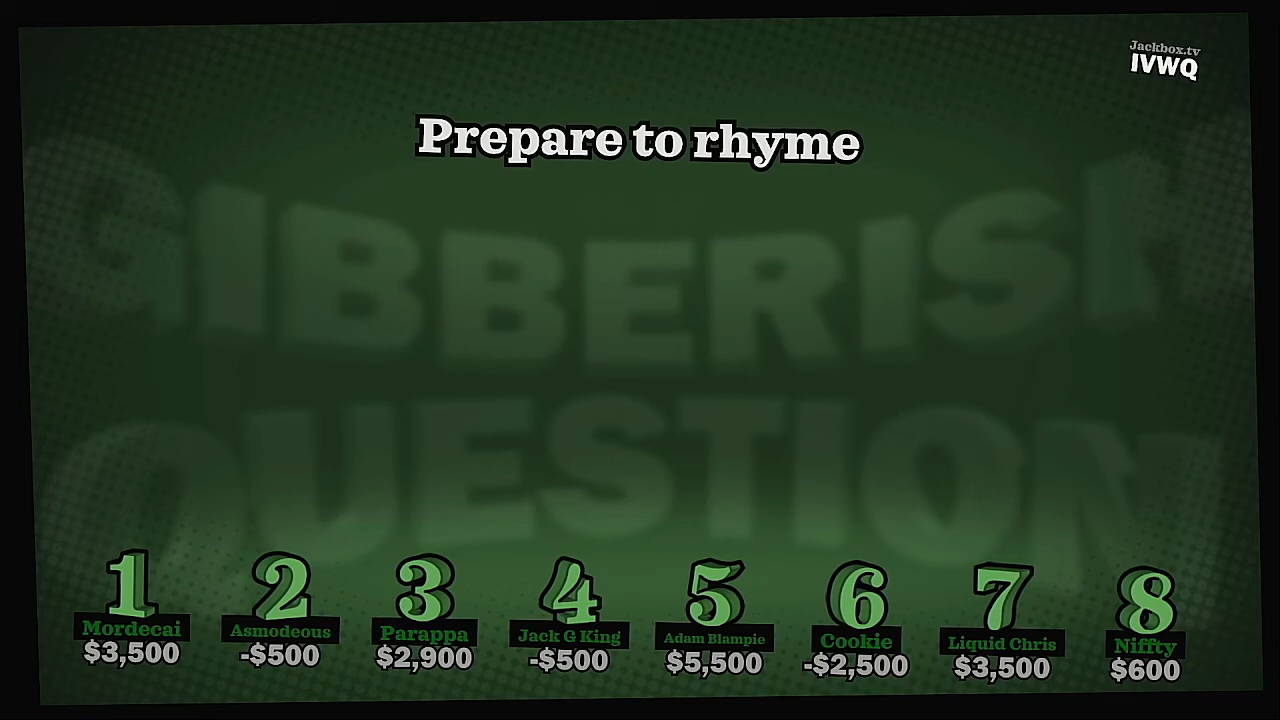 Jackbox.tv
IVWQ
Prepare to rhyme
GIBBERISH
QUESTION
1 2 3 4 5 6 7 8
Mordecai Asmodeous Parappa Jack G King Adam Blampie Cookie Liquid Chris Niffty
$3,500 -$500 $2,900 -$500 $5,500 -$2,500 $3,500 $600